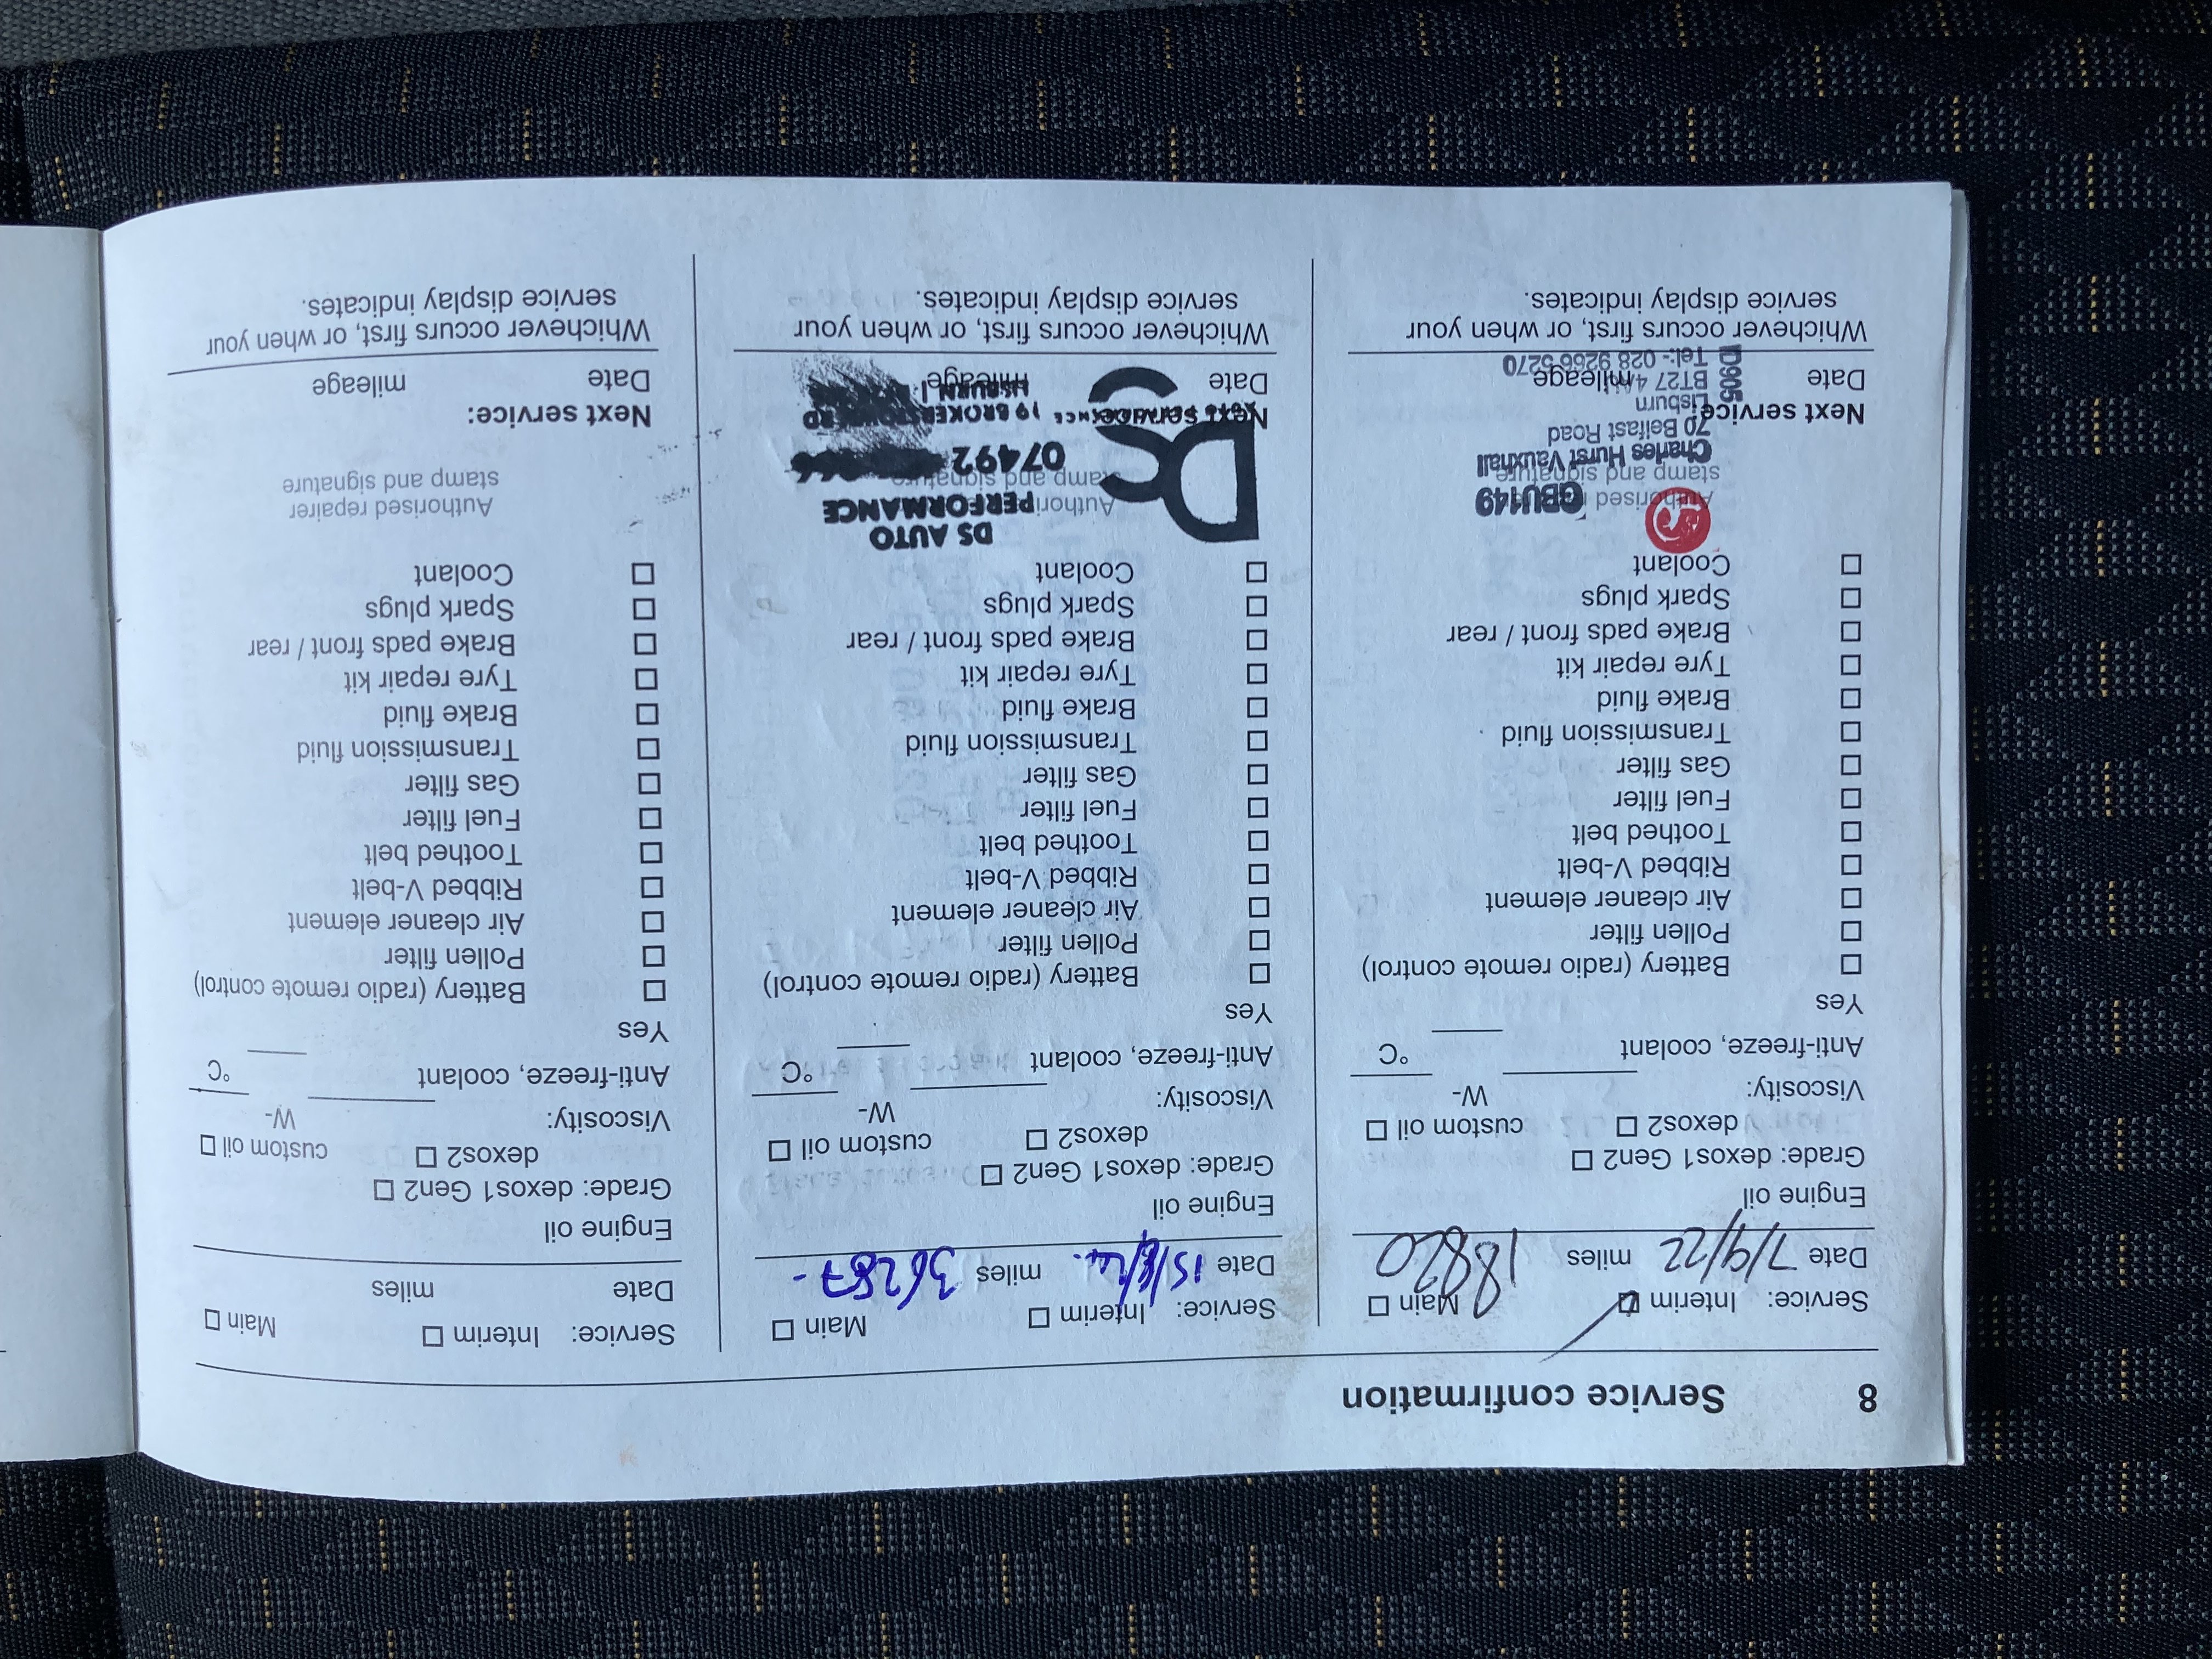 8 Service confirmation
Service: Interim Main
Date 7/9/22 miles 18820
Engine oil
Grade: dexos1 Gen2
dexos2 custom oil
Viscosity: W-
Anti-freeze, coolant °C
Yes
Battery (radio remote control)
Pollen filter
Air cleaner element
Ribbed V-belt
Toothed belt
Fuel filter
Gas filter
Transmission fluid
Brake fluid
Tyre repair kit
Brake pads front / rear
Spark plugs
Coolant
GBU149
stamp and signature
Charles Hurst Vauxhall
70 Belfast Road
Next service:
Lisburn
Date mileage
BT27
ID905
Tel:- 028 9266 5270
Whichever occurs first, or when your
service display indicates.
Service: Interim Main
Date 15/8/24. miles 36287-
Engine oil
Grade: dexos1 Gen2
dexos2 custom oil
Viscosity: W-
Anti-freeze, coolant °C
Yes
Battery (radio remote control)
Pollen filter
Air cleaner element
Ribbed V-belt
Toothed belt
Fuel filter
Gas filter
Transmission fluid
Brake fluid
Tyre repair kit
Brake pads front / rear
Spark plugs
Coolant
DS
DS AUTO
PERFORMANCE
stamp and signature
07492
Next service:
19
Date mileage
LISBURN
Whichever occurs first, or when your
service display indicates.
Service: Interim Main
Date miles
Engine oil
Grade: dexos1 Gen2
dexos2 custom oil
Viscosity: W-
Anti-freeze, coolant °C
Yes
Battery (radio remote control)
Pollen filter
Air cleaner element
Ribbed V-belt
Toothed belt
Fuel filter
Gas filter
Transmission fluid
Brake fluid
Tyre repair kit
Brake pads front / rear
Spark plugs
Coolant
Authorised repairer
stamp and signature
Next service:
Date mileage
Whichever occurs first, or when your
service display indicates.